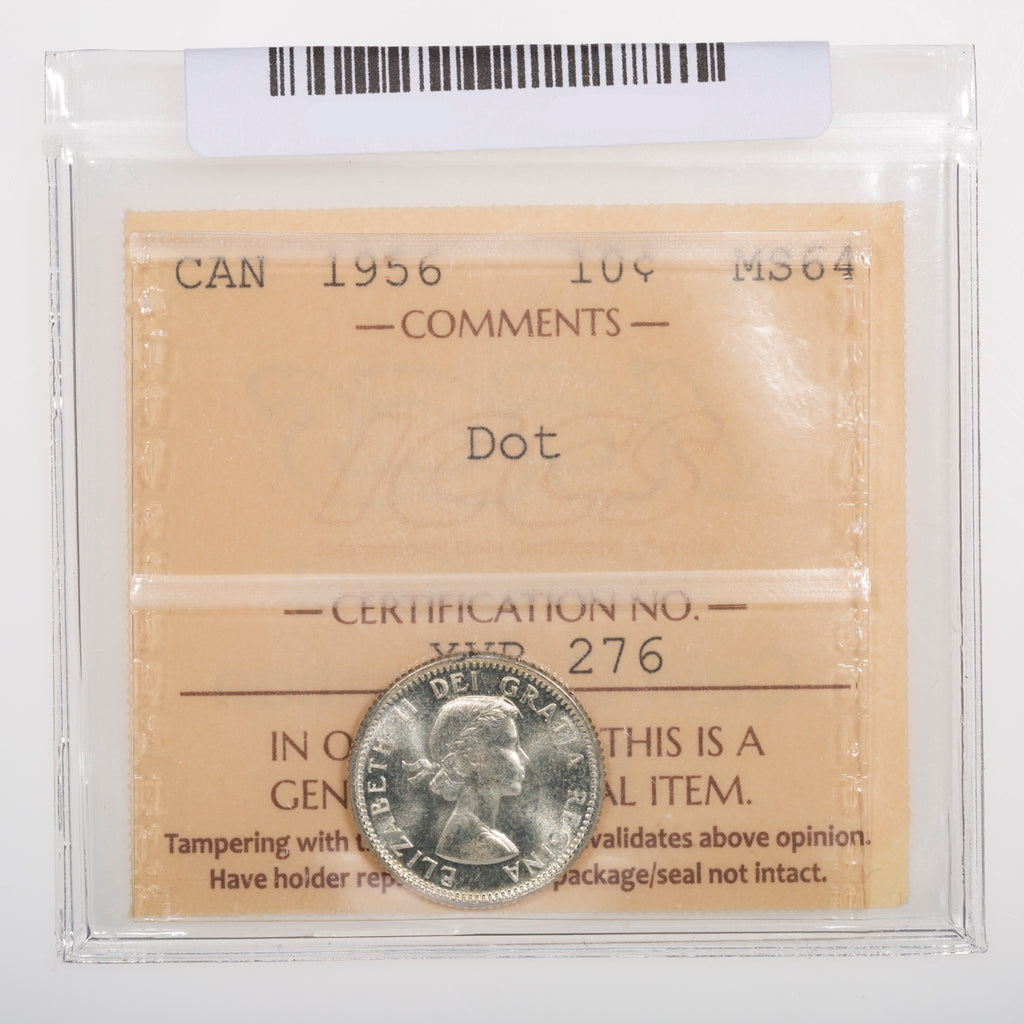 CAN 1956 10¢ MS64
— COMMENTS —
Dot
ICCS
— CERTIFICATION NO. —
276
IN O THIS IS A
GEN AL ITEM.
Tampering with t validates above opinion.
Have holder rep package/seal not intact.
ELIZABETH II DEI GRATIA REGINA